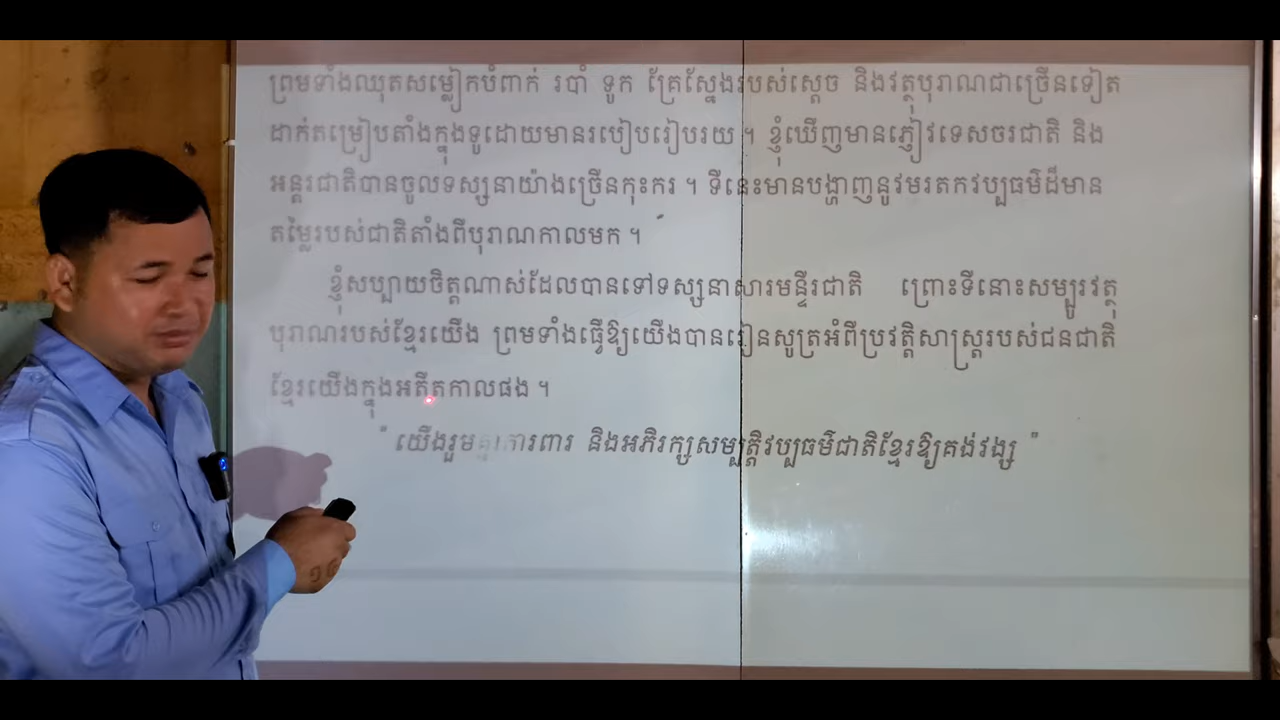 ព្រមទាំងឈុតសម្លៀកបំពាក់ របាំ ទូក គ្រែស្នែងរបស់ស្ដេច និងវត្ថុបុរាណជាច្រើនទៀត
ដាក់តម្រៀបតាំងក្នុងទូដោយមានរបៀបរៀបរយ ។ ខ្ញុំឃើញមានភ្ញៀវទេសចរជាតិ និង
អន្តរជាតិបានចូលទស្សនាយ៉ាងច្រើនកុះករ ។ ទីនេះមានបង្ហាញនូវមរតកវប្បធម៌ដ៏មាន
តម្លៃរបស់ជាតិតាំងពីបុរាណកាលមក ។
ខ្ញុំសប្បាយចិត្តណាស់ដែលបានទៅទស្សនាសារមន្ទីរជាតិ ព្រោះទីនោះសម្បូរវត្ថុ
បុរាណរបស់ខ្មែរយើង ព្រមទាំងធ្វើឱ្យយើងបានរៀនសូត្រអំពីប្រវត្តិសាស្ត្ររបស់ជនជាតិ
ខ្មែរយើងក្នុងអតីតកាលផង ។
" យើងរួមគ្នាការពារ និងអភិរក្សសម្បត្តិវប្បធម៌ជាតិខ្មែរឱ្យគង់វង្ស "